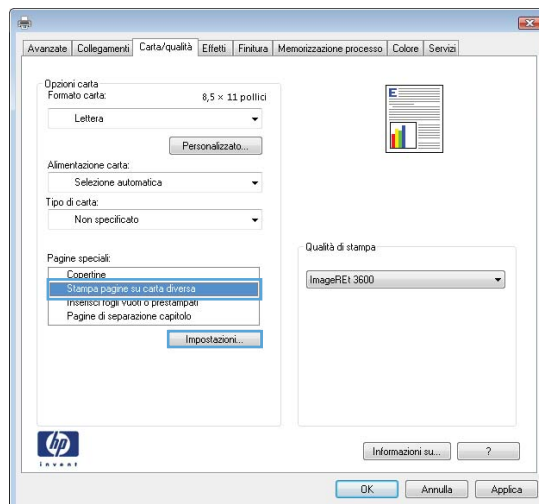 Avanzate Collegamenti Carta/qualità Effetti Finitura Memorizzazione processo Colore Servizi
Opzioni carta
Formato carta: 8,5 × 11 pollici
Lettera
Personalizzato...
Alimentazione carta:
Selezione automatica
Tipo di carta:
Non specificato
Pagine speciali:
Copertine
Stampa pagine su carta diversa
Inserisci fogli vuoti o prestampati
Pagine di separazione capitolo
Impostazioni...
E
Qualità di stampa
ImageREt 3600
hp
invent
Informazioni su... ?
OK Annulla Applica